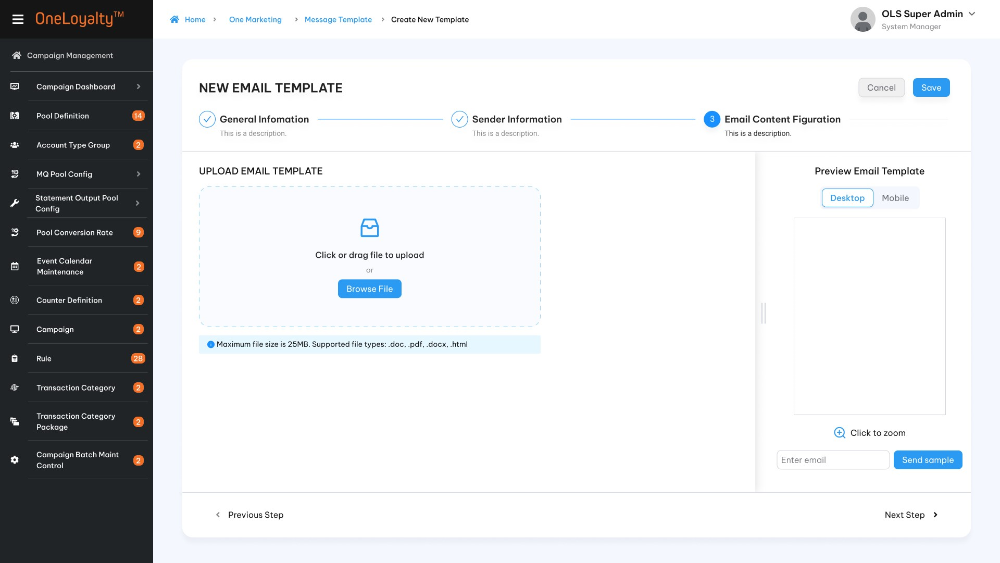 OneLoyalty™
Home
One Marketing
Message Template
Create New Template
OLS Super Admin
System Manager
Campaign Management
Campaign Dashboard
Pool Definition 14
Account Type Group 2
MQ Pool Config
Statement Output Pool
Config
Pool Conversion Rate 9
Event Calendar
Maintenance 2
Counter Definition 2
Campaign 2
Rule 28
Transaction Category 2
Transaction Category
Package 2
Campaign Batch Maint
Control 2
NEW EMAIL TEMPLATE
Cancel
Save
General Infomation
This is a description.
Sender Information
This is a description.
3 Email Content Figuration
This is a description.
UPLOAD EMAIL TEMPLATE
Click or drag file to upload
or
Browse File
Maximum file size is 25MB. Supported file types: .doc, .pdf, .docx, .html
Preview Email Template
Desktop Mobile
Click to zoom
Enter email Send sample
Previous Step
Next Step